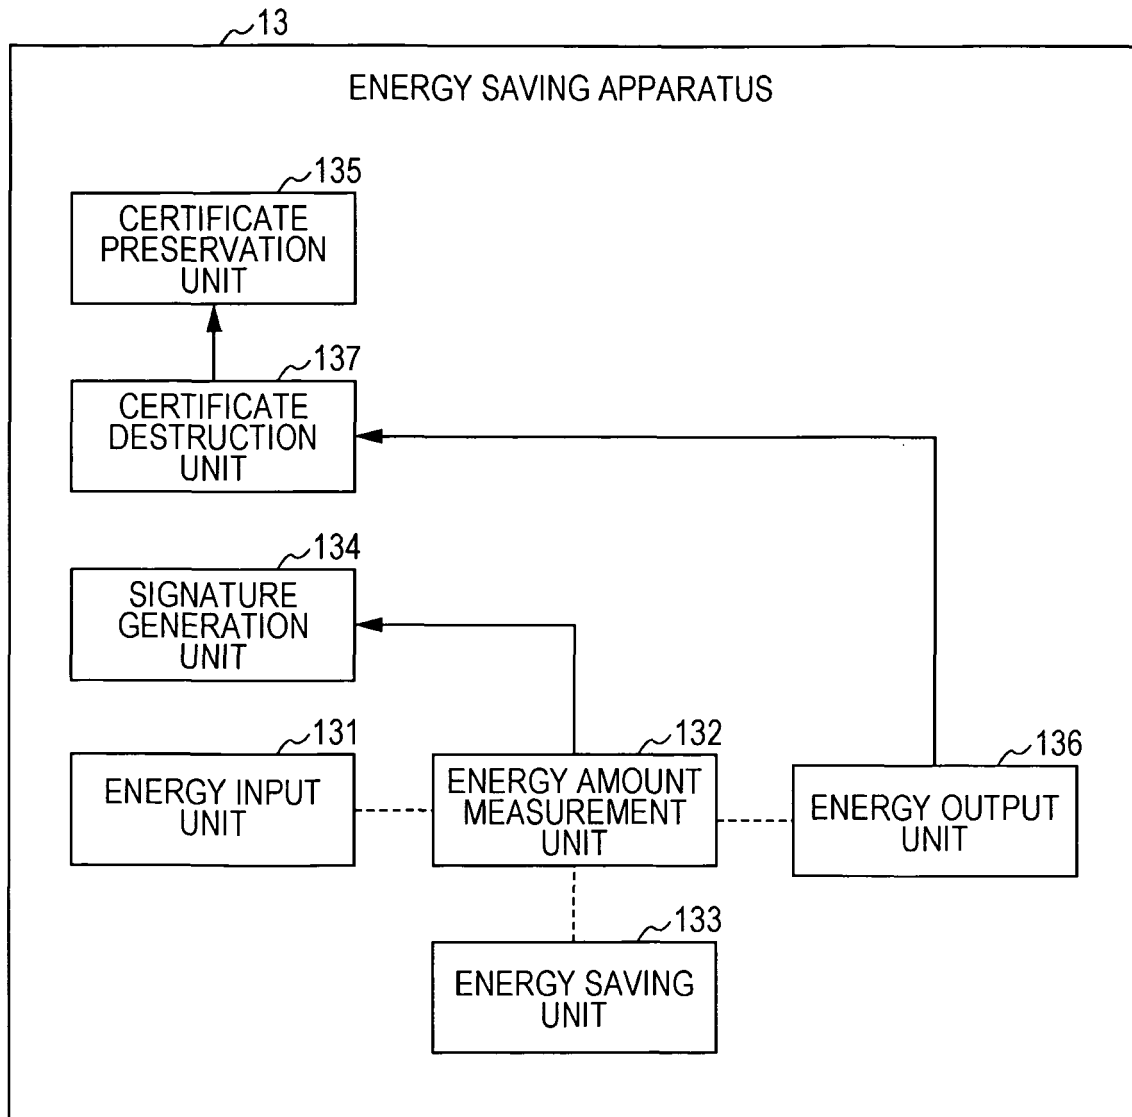 13
ENERGY SAVING APPARATUS
135
CERTIFICATE
PRESERVATION
UNIT
137
CERTIFICATE
DESTRUCTION
UNIT
134
SIGNATURE
GENERATION
UNIT
131
ENERGY INPUT
UNIT
132
ENERGY AMOUNT
MEASUREMENT
UNIT
136
ENERGY OUTPUT
UNIT
133
ENERGY SAVING
UNIT